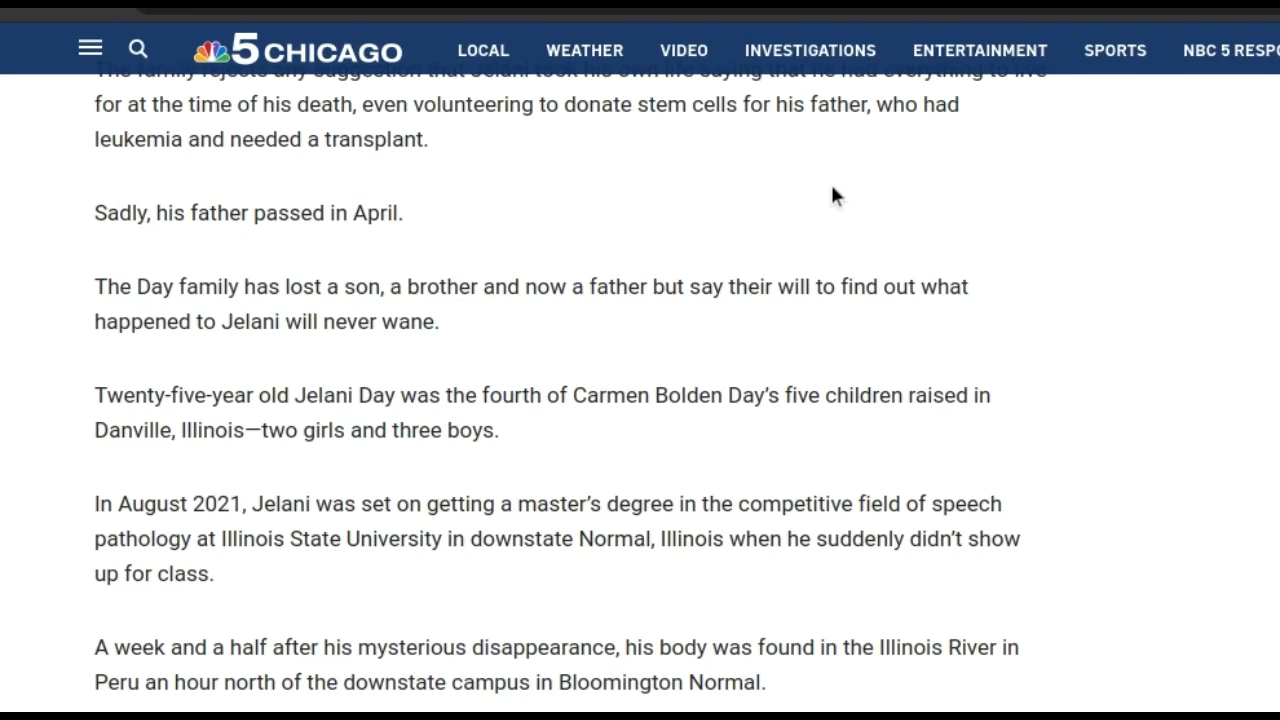 5 CHICAGO
LOCAL WEATHER VIDEO INVESTIGATIONS ENTERTAINMENT SPORTS NBC 5
The family rejects any suggestion that Jelani took his own life saying that he had everything to live
for at the time of his death, even volunteering to donate stem cells for his father, who had
leukemia and needed a transplant.
Sadly, his father passed in April.
The Day family has lost a son, a brother and now a father but say their will to find out what
happened to Jelani will never wane.
Twenty-five-year old Jelani Day was the fourth of Carmen Bolden Day’s five children raised in
Danville, Illinois—two girls and three boys.
In August 2021, Jelani was set on getting a master’s degree in the competitive field of speech
pathology at Illinois State University in downstate Normal, Illinois when he suddenly didn’t show
up for class.
A week and a half after his mysterious disappearance, his body was found in the Illinois River in
Peru an hour north of the downstate campus in Bloomington Normal.